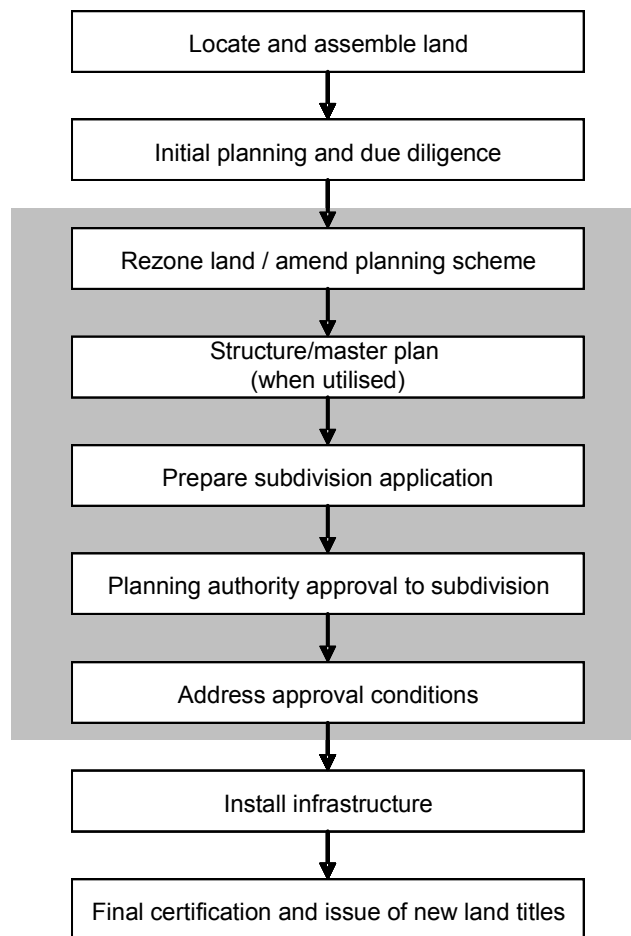 Locate and assemble land
Initial planning and due diligence
Rezone land / amend planning scheme
Structure/master plan
(when utilised)
Prepare subdivision application
Planning authority approval to subdivision
Address approval conditions
Install infrastructure
Final certification and issue of new land titles